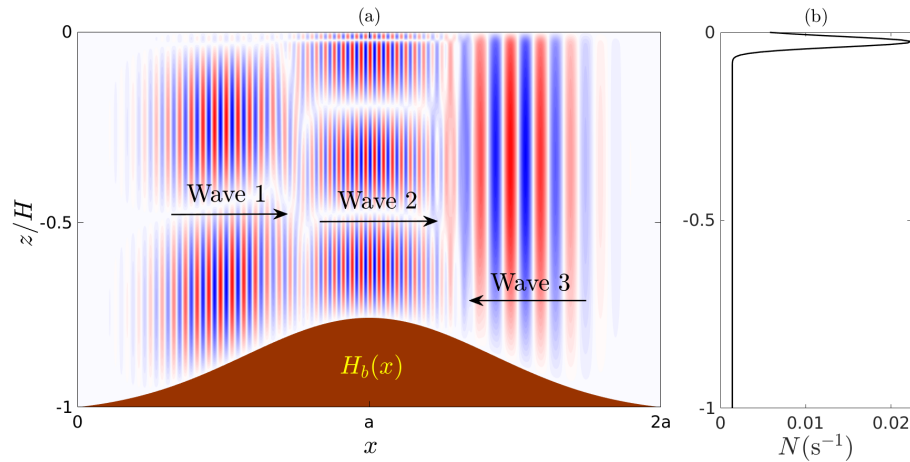 (a)
(b)
0
-0.5
-1
z/H
Wave 1
Wave 2
Wave 3
H_b(x)
0
a
2a
x
0
-0.5
-1
0
0.01
0.02
N(s⁻¹)